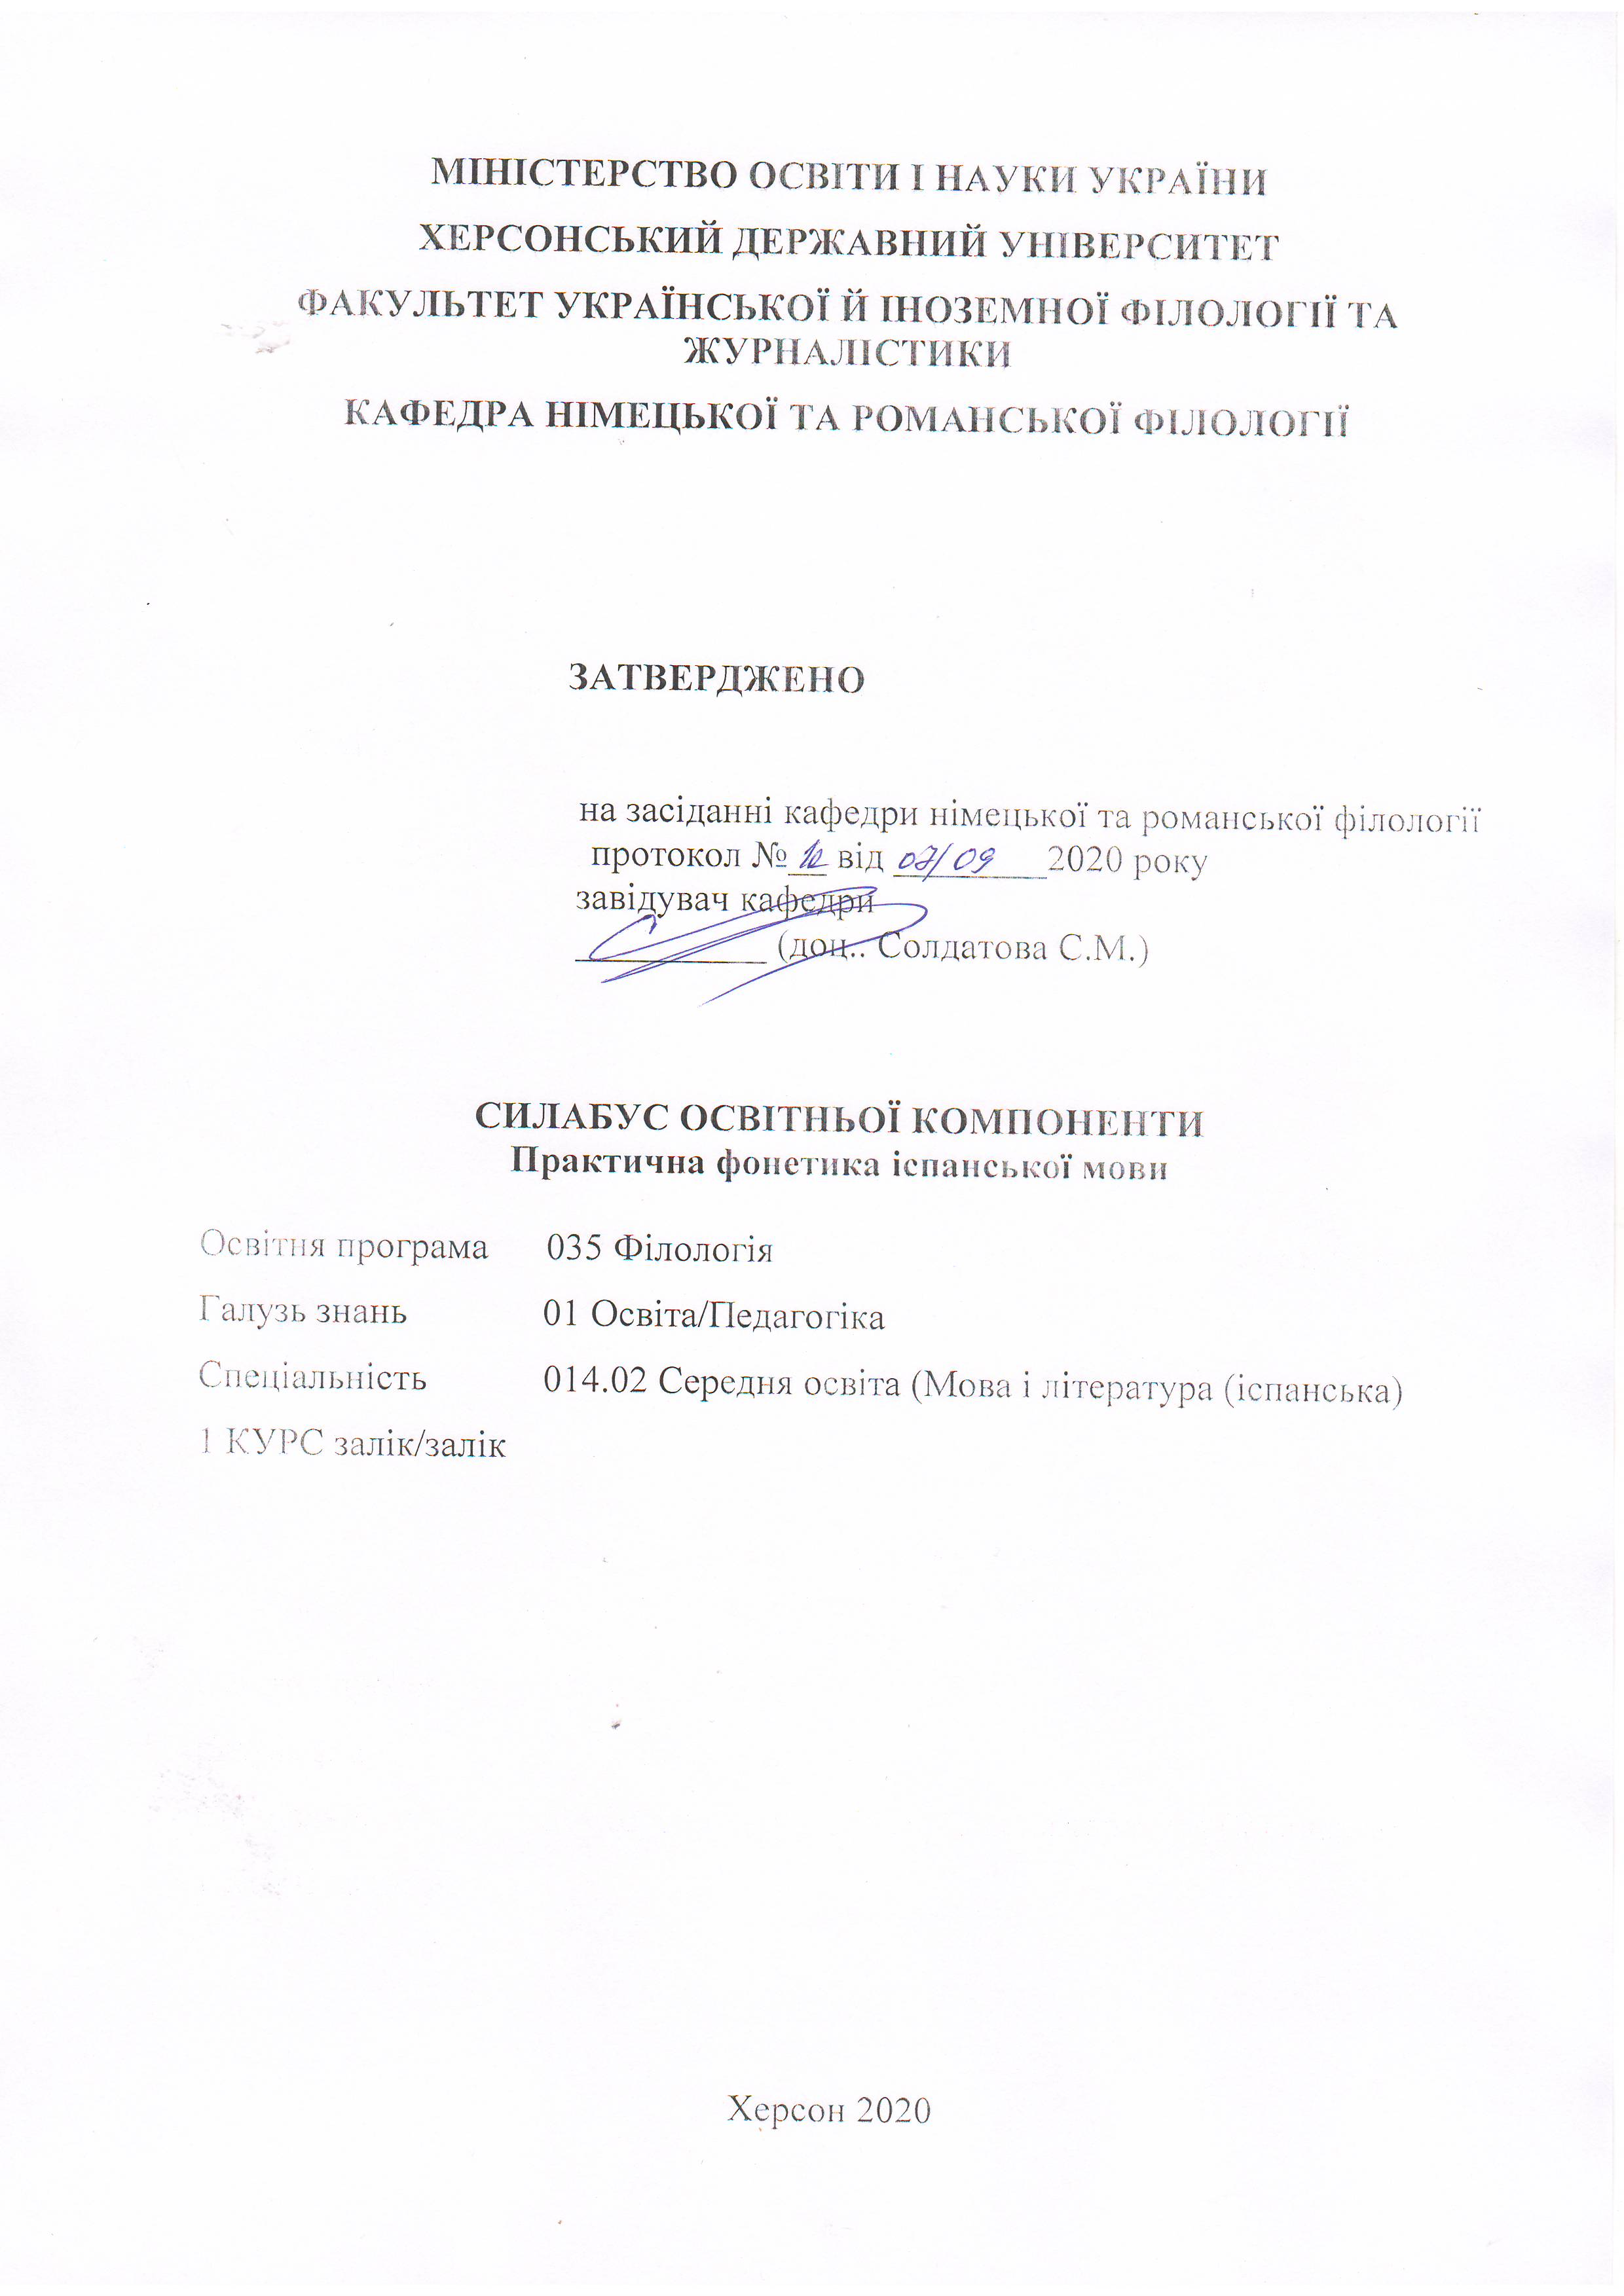 МІНІСТЕРСТВО ОСВІТИ І НАУКИ УКРАЇНИ
ХЕРСОНСЬКИЙ ДЕРЖАВНИЙ УНІВЕРСИТЕТ
ФАКУЛЬТЕТ УКРАЇНСЬКОЇ Й ІНОЗЕМНОЇ ФІЛОЛОГІЇ ТА
ЖУРНАЛІСТИКИ
КАФЕДРА НІМЕЦЬКОЇ ТА РОМАНСЬКОЇ ФІЛОЛОГІЇ
ЗАТВЕРДЖЕНО
на засіданні кафедри німецької та романської філології
протокол № від 07/09 2020 року
завідувач кафедри
(доц.. Солдатова С.М.)
СИЛАБУС ОСВІТНЬОЇ КОМПОНЕНТИ
Практична фонетика іспанської мови
Освітня програма 035 Філологія
Галузь знань 01 Освіта/Педагогіка
Спеціальність 014.02 Середня освіта (Мова і література (іспанська)
1 КУРС залік/залік
Херсон 2020